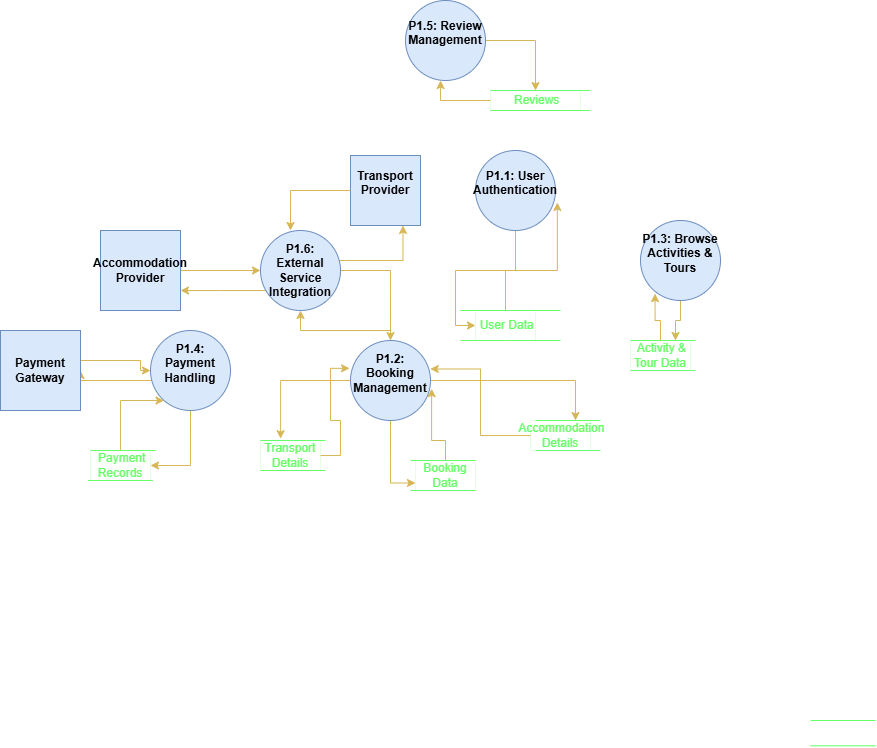 P1.5: Review
Management
Reviews
Transport
Provider
P1.1: User
Authentication
P1.3: Browse
Activities &
Tours
Accommodation
Provider
P1.6:
External
Service
Integration
User Data
Payment
Gateway
P1.4:
Payment
Handling
P1.2:
Booking
Management
Activity &
Tour Data
Payment
Records
Transport
Details
Booking
Data
Accommodation
Details